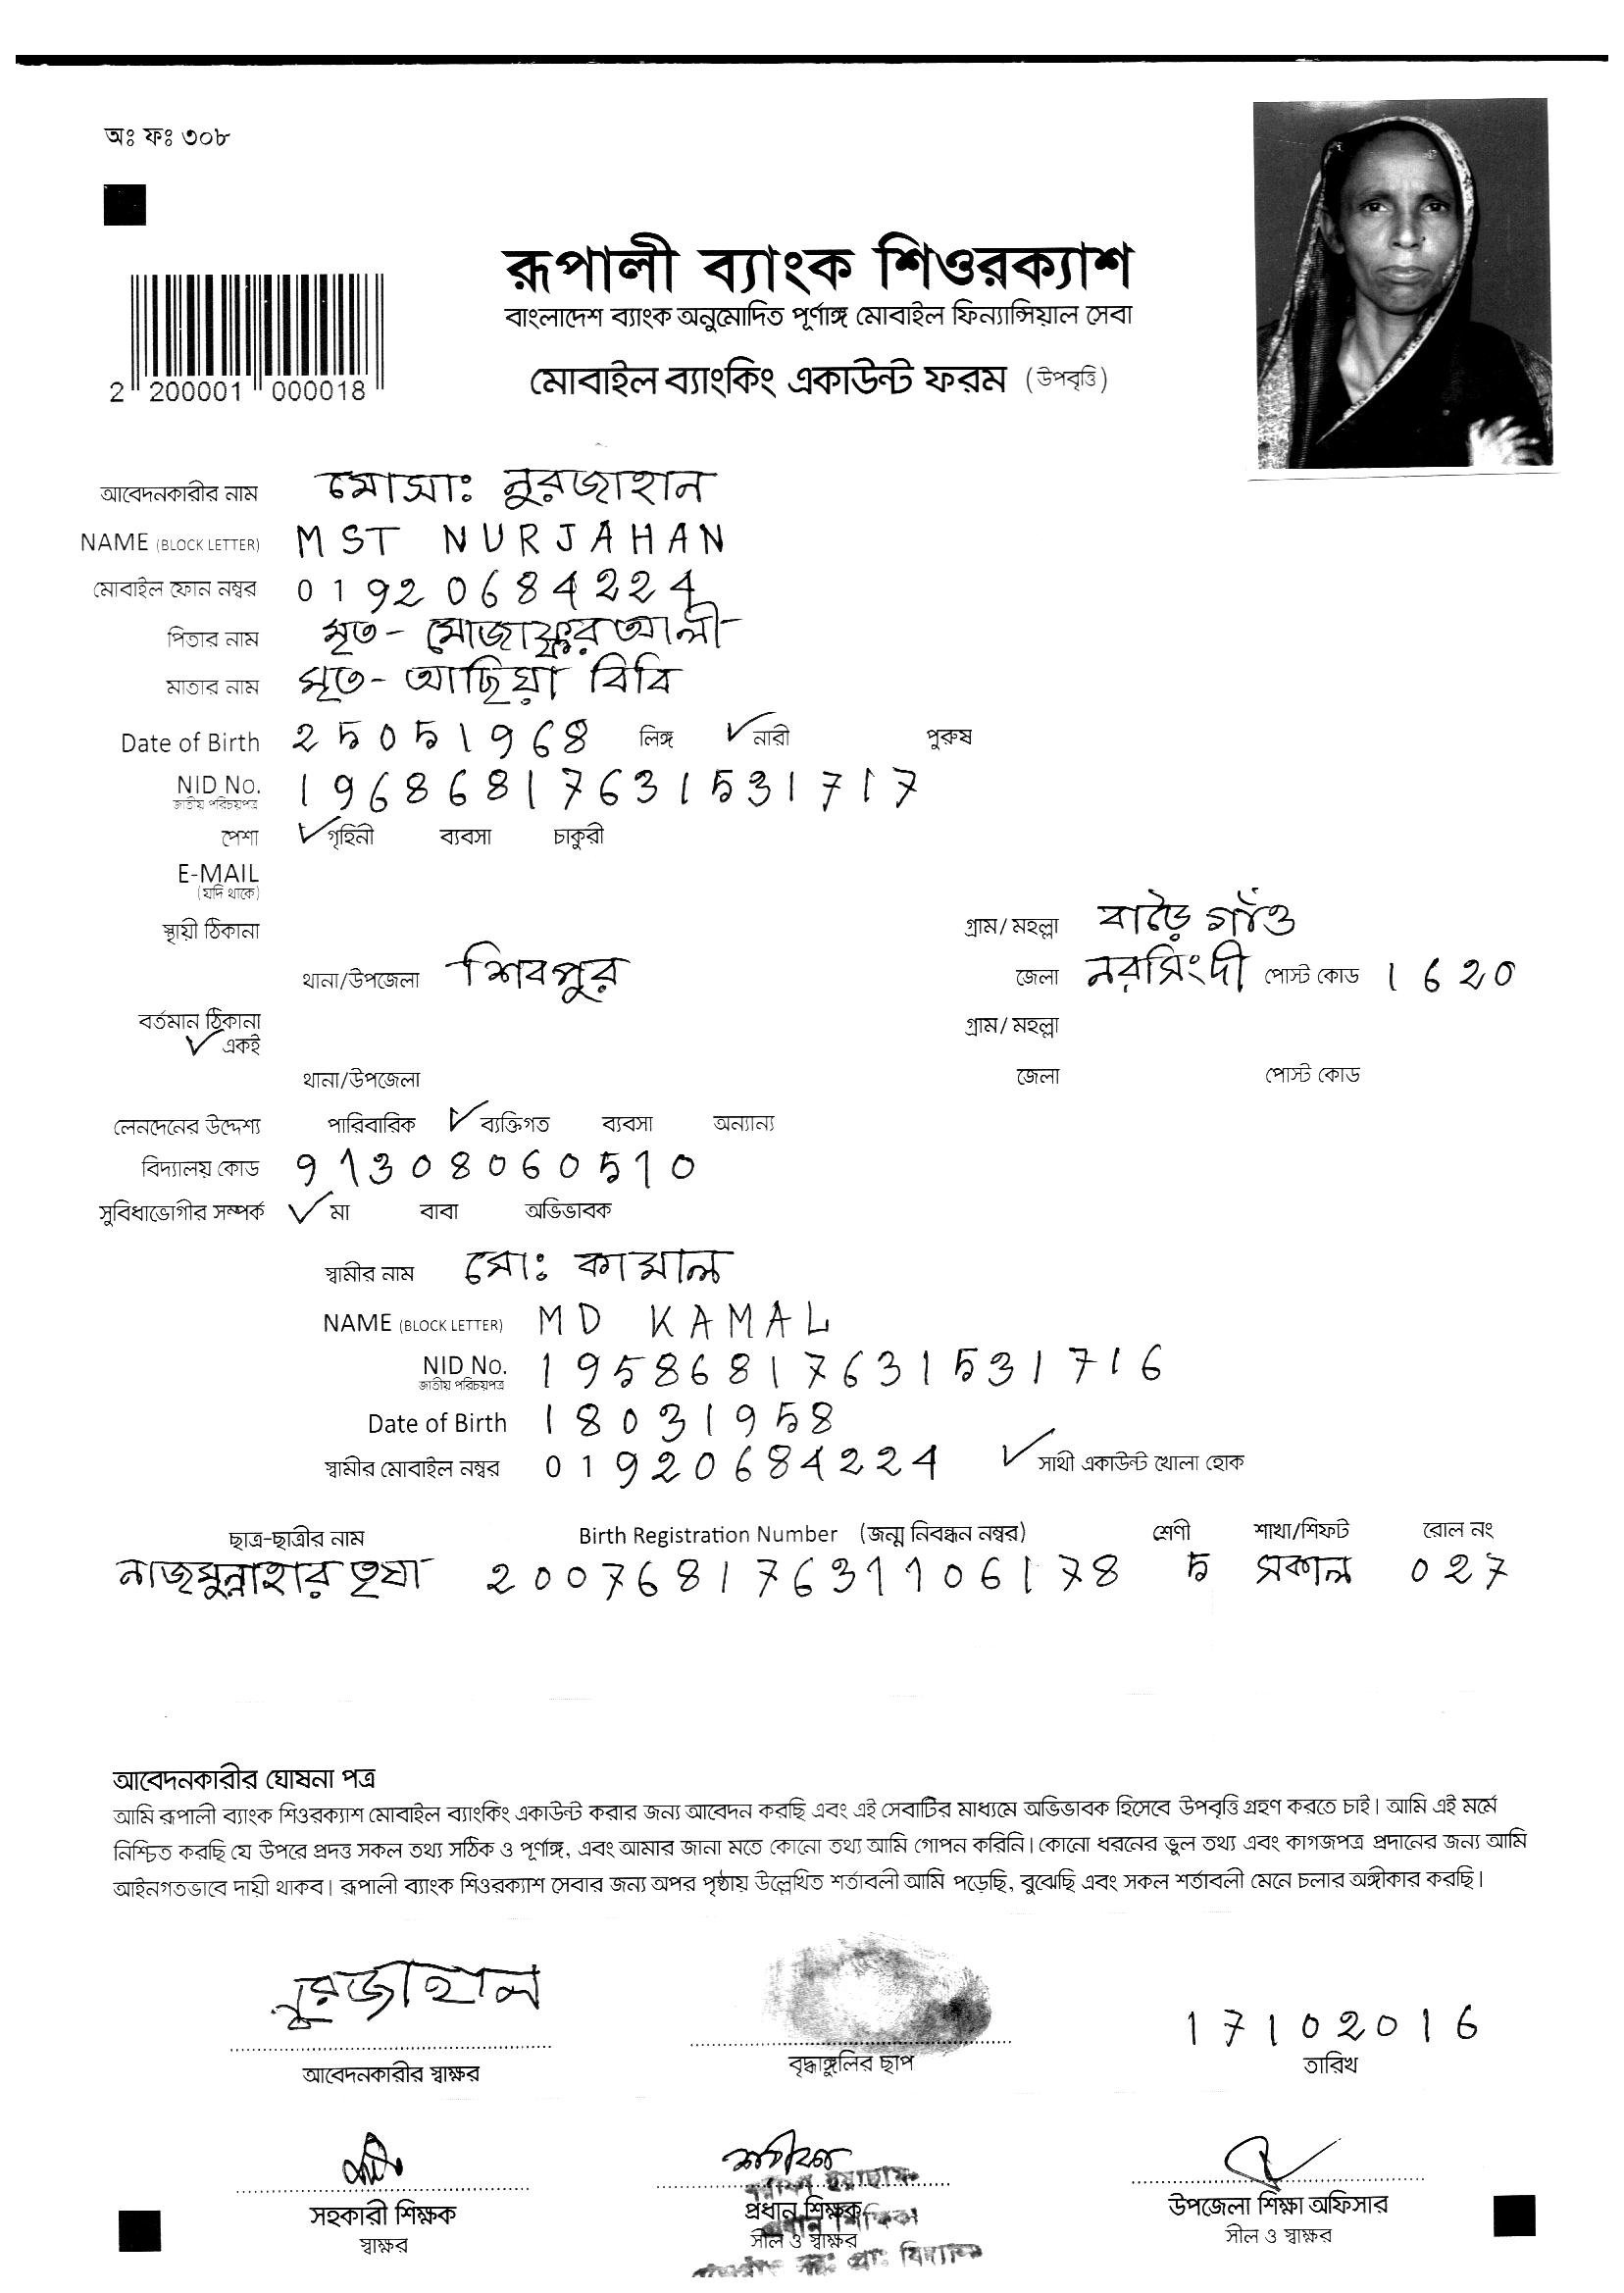 অঃ ফঃ ৩০৮
রূপালী ব্যাংক শিওরক্যাশ
বাংলাদেশ ব্যাংক অনুমোদিত পূর্ণাঙ্গ মোবাইল ফিন্যান্সিয়াল সেবা
মোবাইল ব্যাংকিং একাউন্ট ফরম (উপবৃত্তি)
2 200001 000018
আবেদনকারীর নাম মোসাঃ নুরজাহান
NAME (BLOCK LETTER) MST NURJAHAN
মোবাইল ফোন নম্বর 01920684224
পিতার নাম মৃত- মোজাফ্ফর আলী
মাতার নাম মৃত- আছিয়া বিবি
Date of Birth 25051968 লিঙ্গ ✓ নারী পুরুষ
NID No. 19686817631531717
জাতীয় পরিচয়পত্র
পেশা ✓ গৃহিনী ব্যবসা চাকুরী
E-MAIL
(যদি থাকে)
স্থায়ী ঠিকানা গ্রাম/ মহল্লা বাড়ৈ গাঁও
থানা/উপজেলা শিবপুর জেলা নরসিংদী পোস্ট কোড 1620
বর্তমান ঠিকানা গ্রাম/ মহল্লা
✓ একই
থানা/উপজেলা জেলা পোস্ট কোড
লেনদেনের উদ্দেশ্য পারিবারিক ✓ ব্যক্তিগত ব্যবসা অন্যান্য
বিদ্যালয় কোড 91308060510
সুবিধাভোগীর সম্পর্ক ✓ মা বাবা অভিভাবক
স্বামীর নাম মোঃ কামাল
NAME (BLOCK LETTER) MD KAMAL
NID No. 19586817631531716
জাতীয় পরিচয়পত্র
Date of Birth 18031958
স্বামীর মোবাইল নম্বর 01920684224 ✓ সাথী একাউন্ট খোলা হোক
ছাত্র-ছাত্রীর নাম Birth Registration Number (জন্ম নিবন্ধন নম্বর) শ্রেণী শাখা/শিফট রোল নং
নাজমুন্নাহার তৃষা 20076817631106178 5 সকাল 027
আবেদনকারীর ঘোষনা পত্র
আমি রূপালী ব্যাংক শিওরক্যাশ মোবাইল ব্যাংকিং একাউন্ট করার জন্য আবেদন করছি এবং এই সেবাটির মাধ্যমে অভিভাবক হিসেবে উপবৃত্তি গ্রহণ করতে চাই। আমি এই মর্মে
নিশ্চিত করছি যে উপরে প্রদত্ত সকল তথ্য সঠিক ও পূর্ণাঙ্গ, এবং আমার জানা মতে কোনো তথ্য আমি গোপন করিনি। কোনো ধরনের ভুল তথ্য এবং কাগজপত্র প্রদানের জন্য আমি
আইনগতভাবে দায়ী থাকব। রূপালী ব্যাংক শিওরক্যাশ সেবার জন্য অপর পৃষ্ঠায় উল্লেখিত শর্তাবলী আমি পড়েছি, বুঝেছি এবং সকল শর্তাবলী মেনে চলার অঙ্গীকার করছি।
নুরজাহান 17102016
আবেদনকারীর স্বাক্ষর বৃদ্ধাঙ্গুলির ছাপ তারিখ
সহকারী শিক্ষক প্রধান শিক্ষক উপজেলা শিক্ষা অফিসার
স্বাক্ষর সীল ও স্বাক্ষর সীল ও স্বাক্ষর